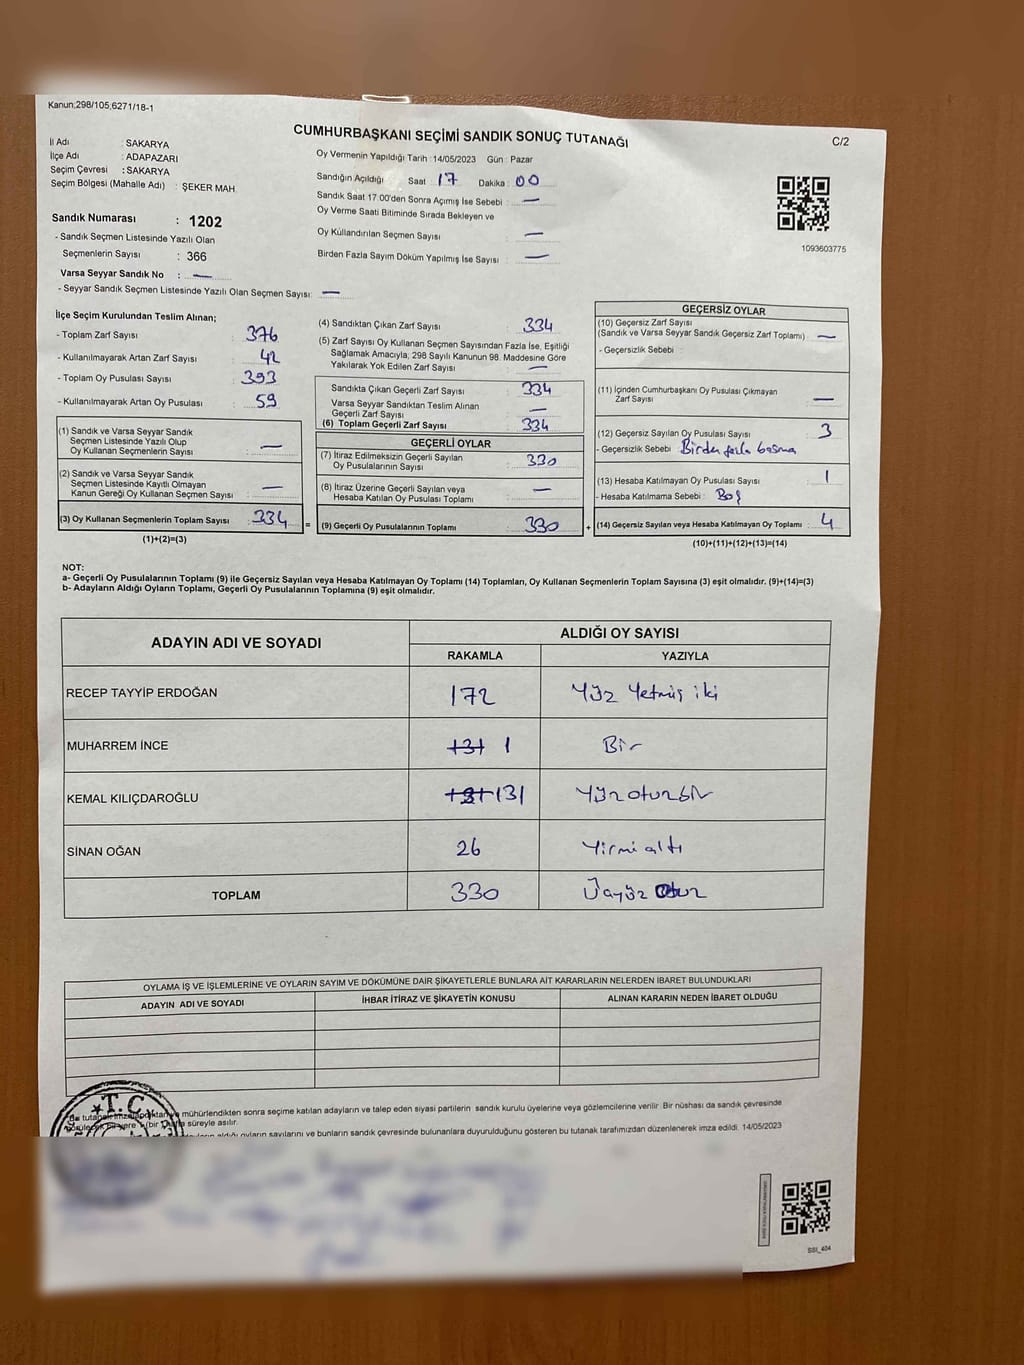 Kanun;298/105,6271/18-1
CUMHURBAŞKANI SEÇİMİ SANDIK SONUÇ TUTANAĞI
C/2
İl Adı : SAKARYA
İlçe Adı : ADAPAZARI
Seçim Çevresi : SAKARYA
Seçim Bölgesi (Mahalle Adı) : ŞEKER MAH.
Sandık Numarası : 1202
- Sandık Seçmen Listesinde Yazılı Olan
Seçmenlerin Sayısı : 366
Varsa Seyyar Sandık No : —
- Seyyar Sandık Seçmen Listesinde Yazılı Olan Seçmen Sayısı: —
Oy Vermenin Yapıldığı Tarih :14/05/2023 Gün : Pazar
Sandığın Açıldığı Saat 17 Dakika : 00
Sandık Saat 17.00'den Sonra Açımış İse Sebebi : —
Oy Verme Saati Bitiminde Sırada Bekleyen ve
Oy Kullandırılan Seçmen Sayısı : —
Birden Fazla Sayım Döküm Yapılmış İse Sayısı : —
1093603775
İlçe Seçim Kurulundan Teslim Alınan;
- Toplam Zarf Sayısı : 376
- Kullanılmayarak Artan Zarf Sayısı : 42
- Toplam Oy Pusulası Sayısı : 393
- Kullanılmayarak Artan Oy Pusulası : 59
(1) Sandık ve Varsa Seyyar Sandık
Seçmen Listesinde Yazılı Olup
Oy Kullanan Seçmenlerin Sayısı : —
(2) Sandık ve Varsa Seyyar Sandık
Seçmen Listesinde Kayıtlı Olmayan
Kanun Gereği Oy Kullanan Seçmen Sayısı : —
(3) Oy Kullanan Seçmenlerin Toplam Sayısı : 334 =
(1)+(2)=(3)
(4) Sandıktan Çıkan Zarf Sayısı : 334
(5) Zarf Sayısı Oy Kullanan Seçmen Sayısından Fazla İse, Eşitliği
Sağlamak Amacıyla; 298 Sayılı Kanunun 98. Maddesine Göre
Yakılarak Yok Edilen Zarf Sayısı : —
Sandıkta Çıkan Geçerli Zarf Sayısı : 334
Varsa Seyyar Sandıktan Teslim Alınan
Geçerli Zarf Sayısı : —
(6) Toplam Geçerli Zarf Sayısı : 334
GEÇERLİ OYLAR
(7) İtiraz Edilmeksizin Geçerli Sayılan
Oy Pusulalarının Sayısı : 330
(8) İtiraz Üzerine Geçerli Sayılan veya
Hesaba Katılan Oy Pusulası Toplamı : —
(9) Geçerli Oy Pusulalarının Toplamı : 330 +
GEÇERSİZ OYLAR
(10) Geçersiz Zarf Sayısı
(Sandık ve Varsa Seyyar Sandık Geçersiz Zarf Toplamı) : —
- Geçersizlik Sebebi :
(11) İçinden Cumhurbaşkanı Oy Pusulası Çıkmayan
Zarf Sayısı : —
(12) Geçersiz Sayılan Oy Pusulası Sayısı : 3
- Geçersizlik Sebebi : Birden fazla basma
(13) Hesaba Katılmayan Oy Pusulası Sayısı : 1
- Hesaba Katılmama Sebebi : Boş
(14) Geçersiz Sayılan veya Hesaba Katılmayan Oy Toplamı : 4
(10)+(11)+(12)+(13)=(14)
NOT:
a- Geçerli Oy Pusulalarının Toplamı (9) ile Geçersiz Sayılan veya Hesaba Katılmayan Oy Toplamı (14) Toplamları, Oy Kullanan Seçmenlerin Toplam Sayısına (3) eşit olmalıdır. (9)+(14)=(3)
b- Adayların Aldığı Oyların Toplamı, Geçerli Oy Pusulalarının Toplamına (9) eşit olmalıdır.
ADAYIN ADI VE SOYADI ALDIĞI OY SAYISI
RAKAMLA YAZIYLA
RECEP TAYYİP ERDOĞAN 172 Yüz Yetmiş iki
MUHARREM İNCE 131 1 Bir
KEMAL KILIÇDAROĞLU 131 Yüzotuzbir
SİNAN OĞAN 26 Yirmialtı
TOPLAM 330 Üçyüz Otuz
OYLAMA İŞ VE İŞLEMLERİNE VE OYLARIN SAYIM VE DÖKÜMÜNE DAİR ŞİKAYETLERLE BUNLARA AİT KARARLARIN NELERDEN İBARET BULUNDUKLARI
ADAYIN ADI VE SOYADI İHBAR İTİRAZ VE ŞİKAYETİN KONUSU ALINAN KARARIN NEDEN İBARET OLDUĞU
T.C.
Bu tutanak ve mühürlendikten sonra seçime katılan adayların ve talep eden siyasi partilerin sandık kurulu üyelerine veya gözlemcilerine verilir. Bir nüshası da sandık çevresinde
bir yere 1 (bir) hafta süreyle asılır.
aldığı oyların sayılarını ve bunların sandık çevresinde bulunanlara duyurulduğunu gösteren bu tutanak tarafımızdan düzenlenerek imza edildi. 14/05/2023
SSI_404